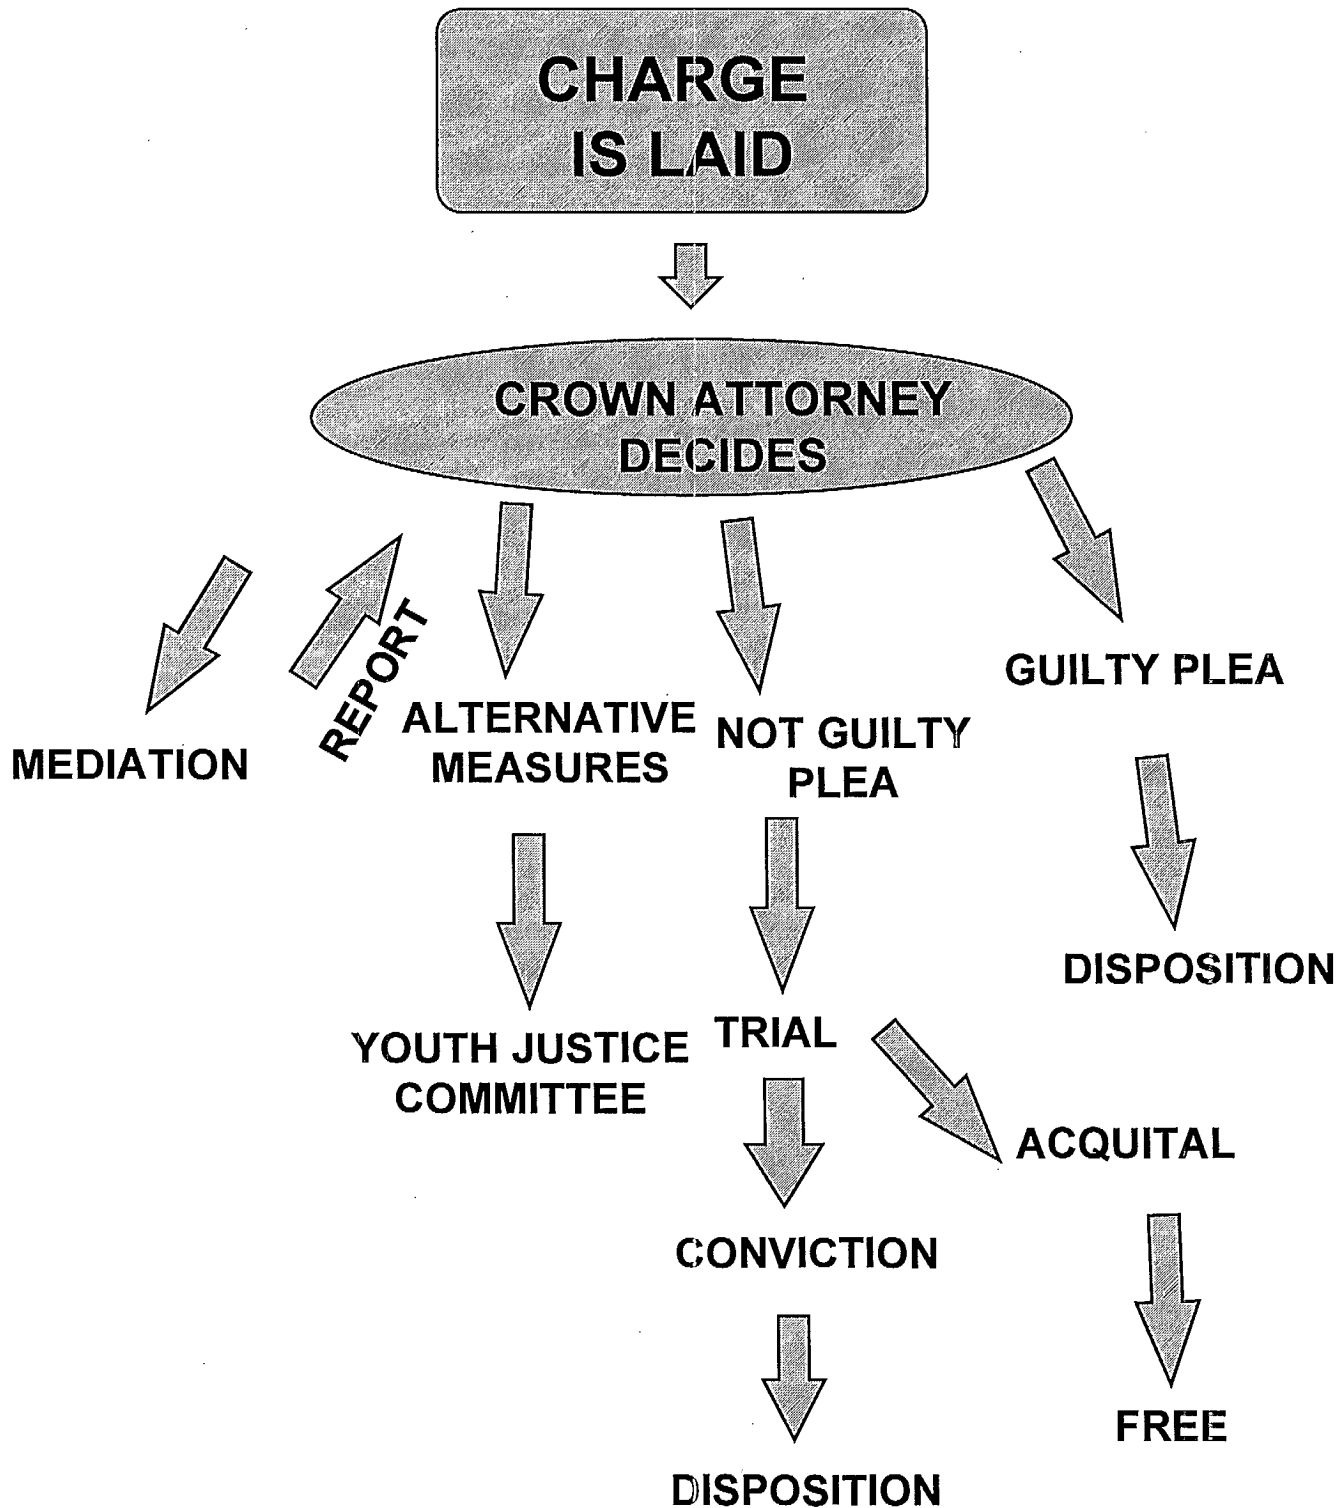 CHARGE
IS LAID
CROWN ATTORNEY
DECIDES
REPORT
MEDIATION
ALTERNATIVE
MEASURES
NOT GUILTY
PLEA
GUILTY PLEA
DISPOSITION
YOUTH JUSTICE
COMMITTEE
TRIAL
ACQUITAL
CONVICTION
FREE
DISPOSITION